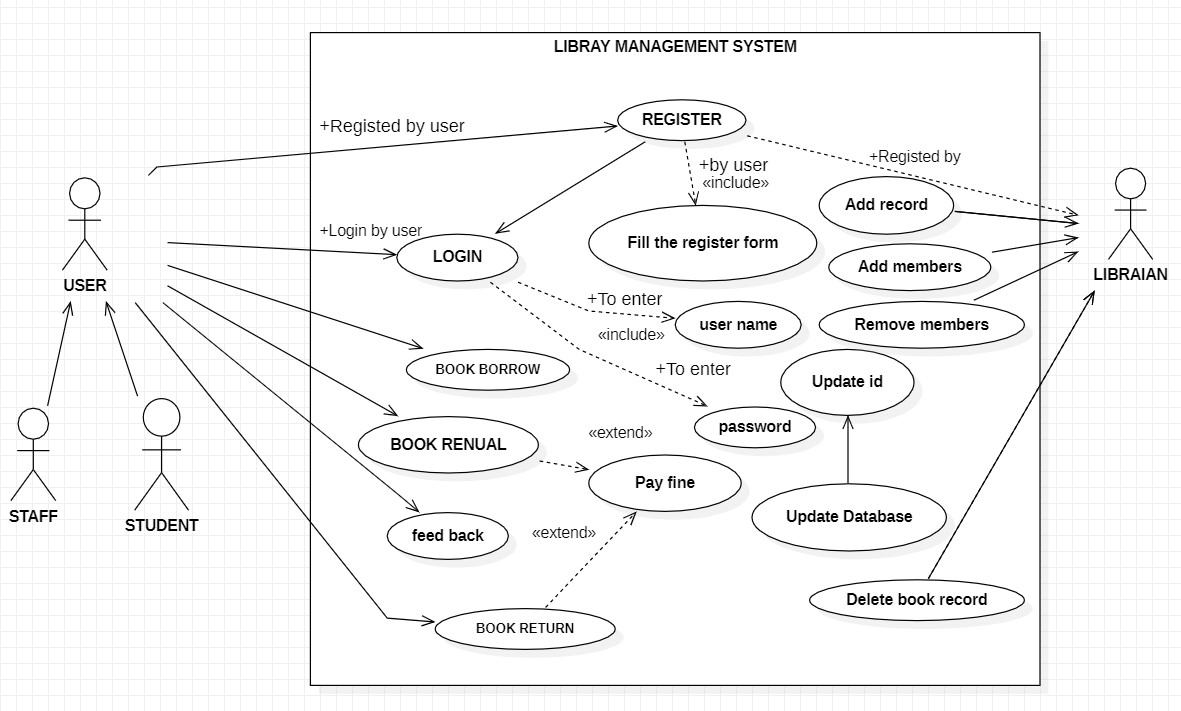 LIBRAY MANAGEMENT SYSTEM
REGISTER
+Registed by user
+by user
«include»
+Registed by
Add record
+Login by user
Fill the register form
LOGIN
Add members
LIBRAIAN
USER
+To enter
user name
Remove members
«include»
BOOK BORROW
+To enter
Update id
password
«extend»
BOOK RENUAL
Pay fine
STAFF
STUDENT
Update Database
feed back
«extend»
Delete book record
BOOK RETURN